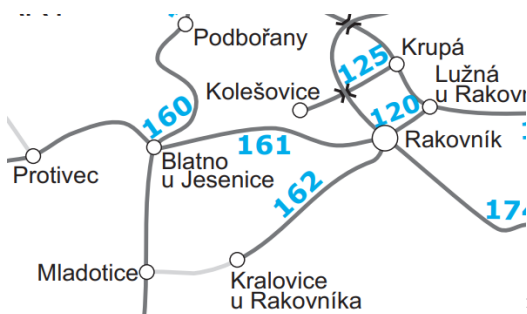 Podbořany
Krupá
125
Kolešovice
Lužná
u Rakovn
160
120
161
Rakovník
Protivec
Blatno
u Jesenice
162
174
Mladotice
Kralovice
u Rakovníka